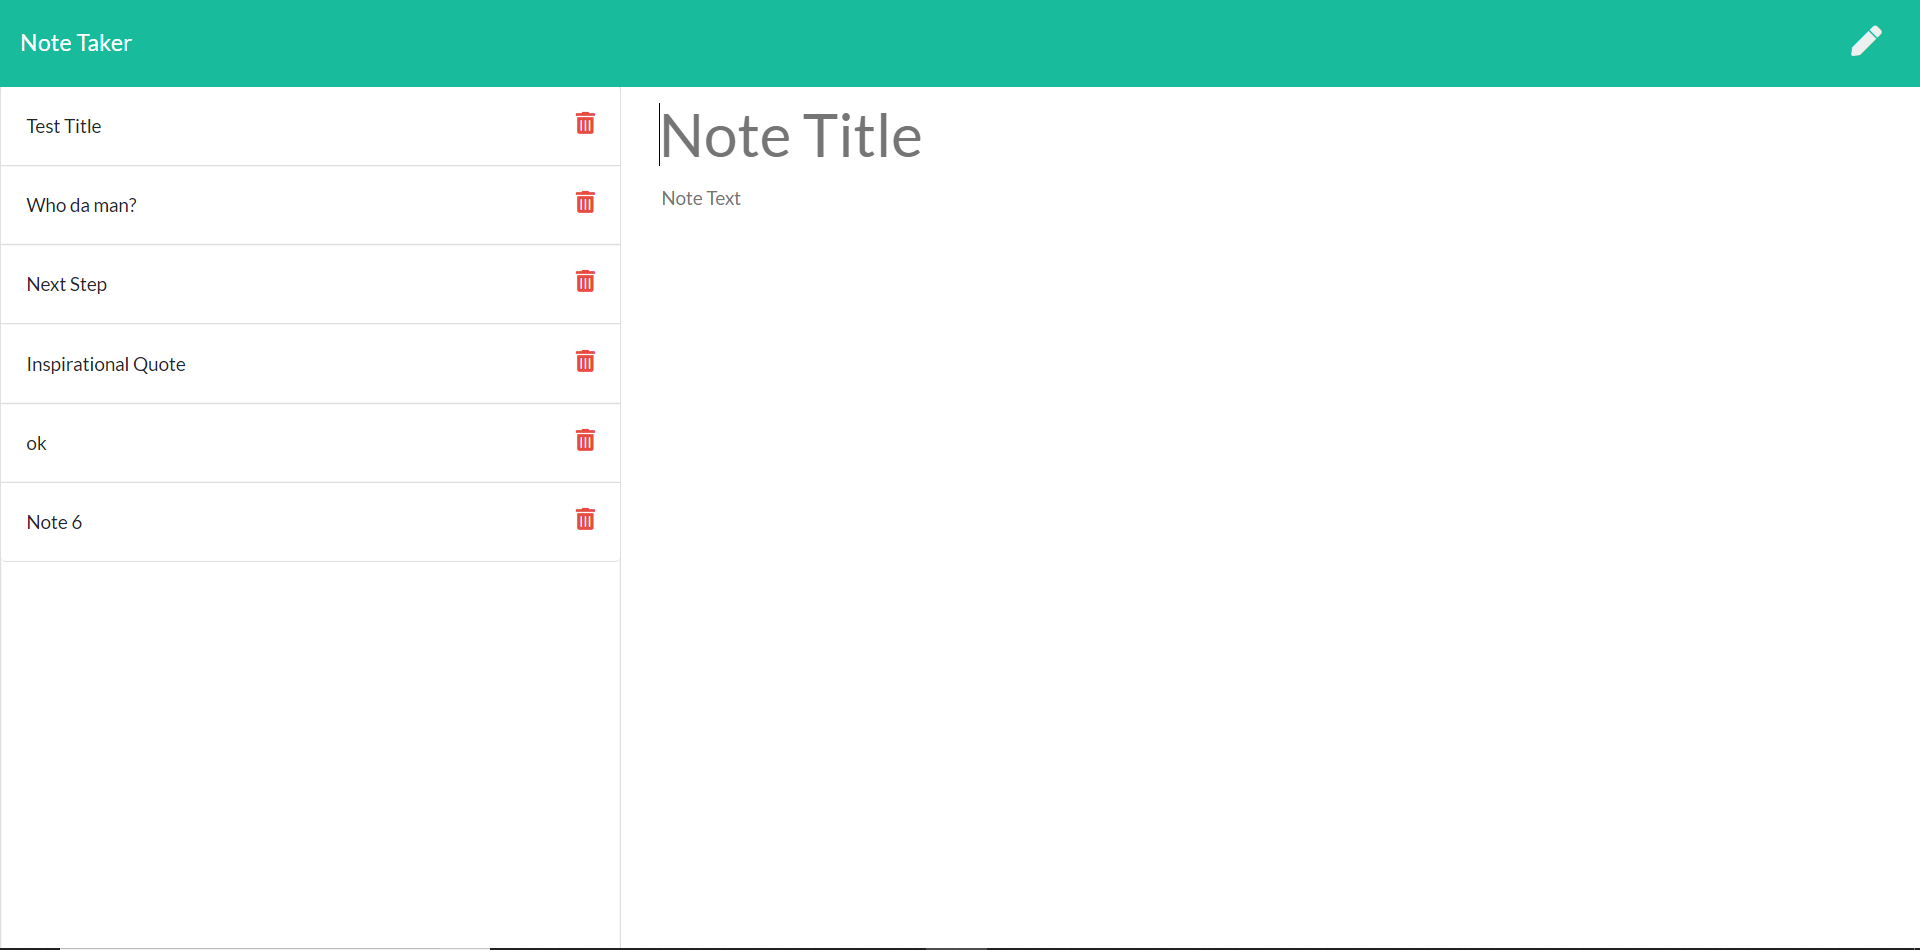 Note Taker
Test Title
Who da man?
Next Step
Inspirational Quote
ok
Note 6
Note Title
Note Text